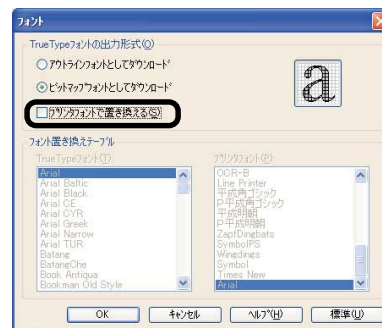 フォント
TrueTypeフォントの出力形式(O)
アウトラインフォントとしてダウンロード
ビットマップフォントとしてダウンロード
プリンタフォントで置き換える(S)
a
フォント置き換えテーブル
TrueTypeフォント(T):
プリンタフォント(P):
Arial
Arial Baltic
Arial Black
Arial CE
Arial CYR
Arial Greek
Arial Narrow
Arial TUR
Batang
BatangChe
Book Antiqua
Bookman Old Style
OCR-B
Line Printer
平成角ゴシック
P平成角ゴシック
平成明朝
P平成明朝
ZapfDingbats
SymbolPS
Wingdings
Symbol
Times New
Arial
OK
キャンセル
ヘルプ(H)
標準(U)